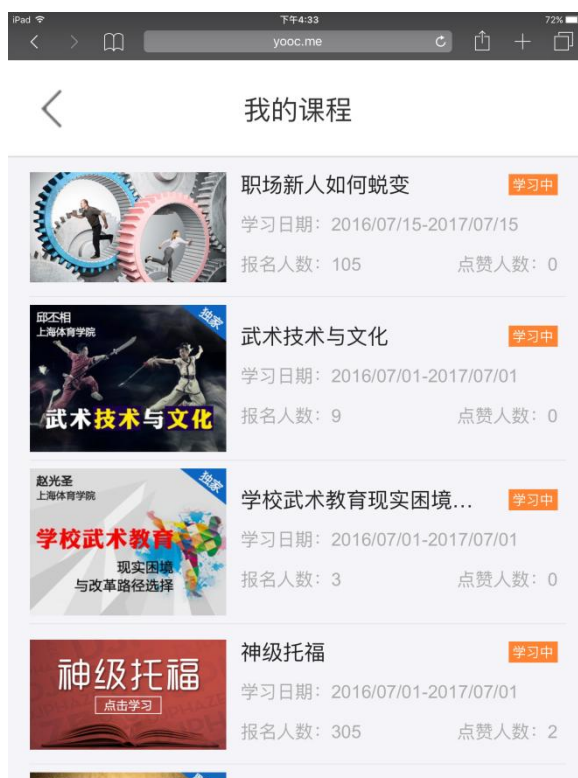 iPad 下午4:33 72%
yooc.me
我的课程
职场新人如何蜕变 学习中
学习日期：2016/07/15-2017/07/15
报名人数：105 点赞人数：0
邱丕相
上海体育学院
独家
武术技术与文化
武术技术与文化 学习中
学习日期：2016/07/01-2017/07/01
报名人数：9 点赞人数：0
赵光圣
上海体育学院
独家
学校武术教育
现实困境
与改革路径选择
学校武术教育现实困境... 学习中
学习日期：2016/07/01-2017/07/01
报名人数：3 点赞人数：0
神级托福
点击学习
神级托福 学习中
学习日期：2016/07/01-2017/07/01
报名人数：305 点赞人数：2